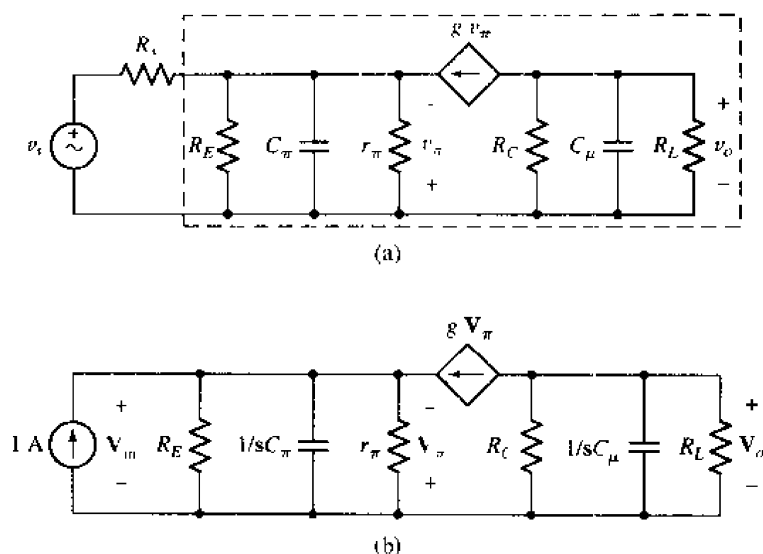 g vπ
Rs
vs
+
~
RE
Cπ
rπ
-
vπ
+
RC
Cμ
RL
+
vo
−
(a)
g Vπ
1 A
+
Vin
−
RE
1/sCπ
rπ
−
Vπ
+
RC
1/sCμ
RL
+
Vo
−
(b)